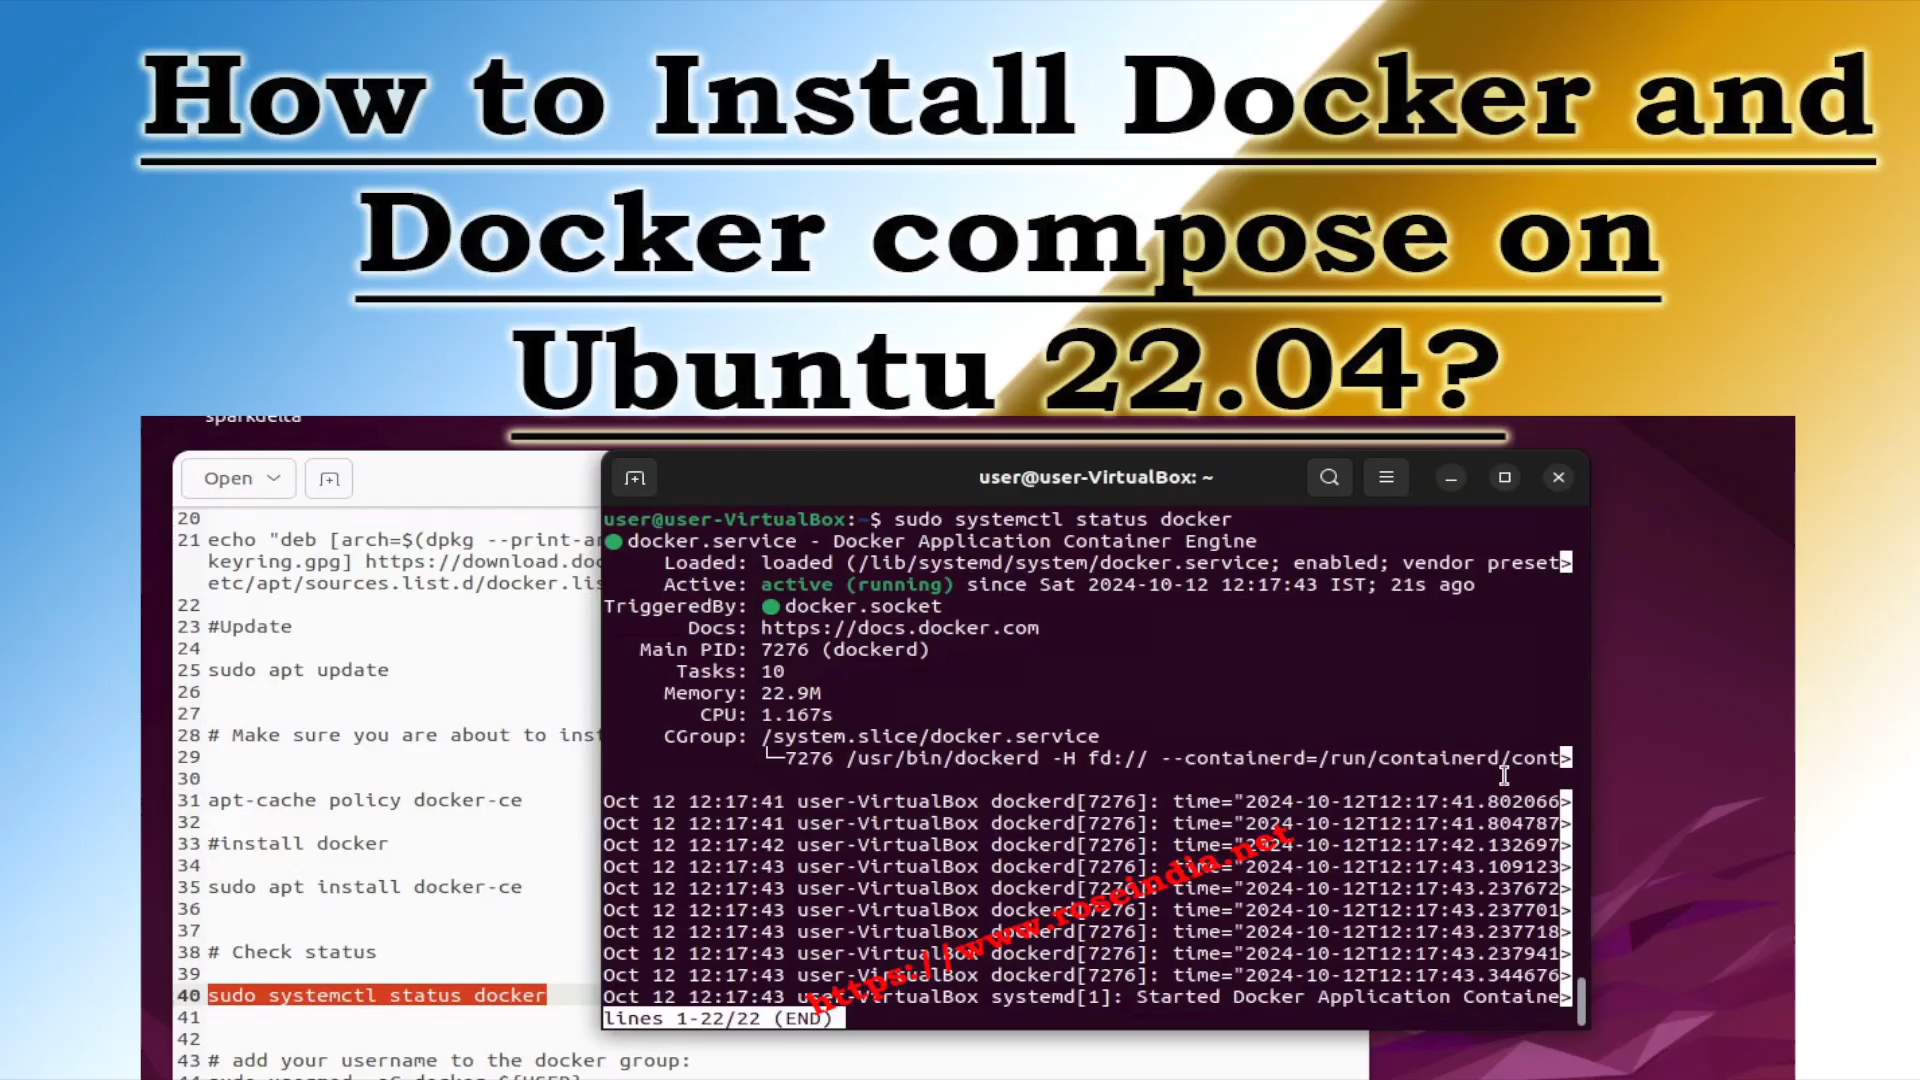 How to Install Docker and
Docker compose on
Ubuntu 22.04?
sparkdelta
Open
20
21 echo "deb [arch=$(dpkg --print-ar
keyring.gpg] https://download.doc
etc/apt/sources.list.d/docker.lis
22
23 #Update
24
25 sudo apt update
26
27
28 # Make sure you are about to inst
29
30
31 apt-cache policy docker-ce
32
33 #install docker
34
35 sudo apt install docker-ce
36
37
38 # Check status
39
40 sudo systemctl status docker
41
42
43 # add your username to the docker group:
user@user-VirtualBox: ~
user@user-VirtualBox:~$ sudo systemctl status docker
docker.service - Docker Application Container Engine
Loaded: loaded (/lib/systemd/system/docker.service; enabled; vendor preset>
Active: active (running) since Sat 2024-10-12 12:17:43 IST; 21s ago
TriggeredBy: docker.socket
Docs: https://docs.docker.com
Main PID: 7276 (dockerd)
Tasks: 10
Memory: 22.9M
CPU: 1.167s
CGroup: /system.slice/docker.service
└─7276 /usr/bin/dockerd -H fd:// --containerd=/run/containerd/cont>
Oct 12 12:17:41 user-VirtualBox dockerd[7276]: time="2024-10-12T12:17:41.802066>
Oct 12 12:17:41 user-VirtualBox dockerd[7276]: time="2024-10-12T12:17:41.804787>
Oct 12 12:17:42 user-VirtualBox dockerd[7276]: time="2024-10-12T12:17:42.132697>
Oct 12 12:17:43 user-VirtualBox dockerd[7276]: time="2024-10-12T12:17:43.109123>
Oct 12 12:17:43 user-VirtualBox dockerd[7276]: time="2024-10-12T12:17:43.237672>
Oct 12 12:17:43 user-VirtualBox dockerd[7276]: time="2024-10-12T12:17:43.237701>
Oct 12 12:17:43 user-VirtualBox dockerd[7276]: time="2024-10-12T12:17:43.237718>
Oct 12 12:17:43 user-VirtualBox dockerd[7276]: time="2024-10-12T12:17:43.237941>
Oct 12 12:17:43 user-VirtualBox dockerd[7276]: time="2024-10-12T12:17:43.344676>
Oct 12 12:17:43 user-VirtualBox systemd[1]: Started Docker Application Containe>
lines 1-22/22 (END)
https://www.roseindia.net